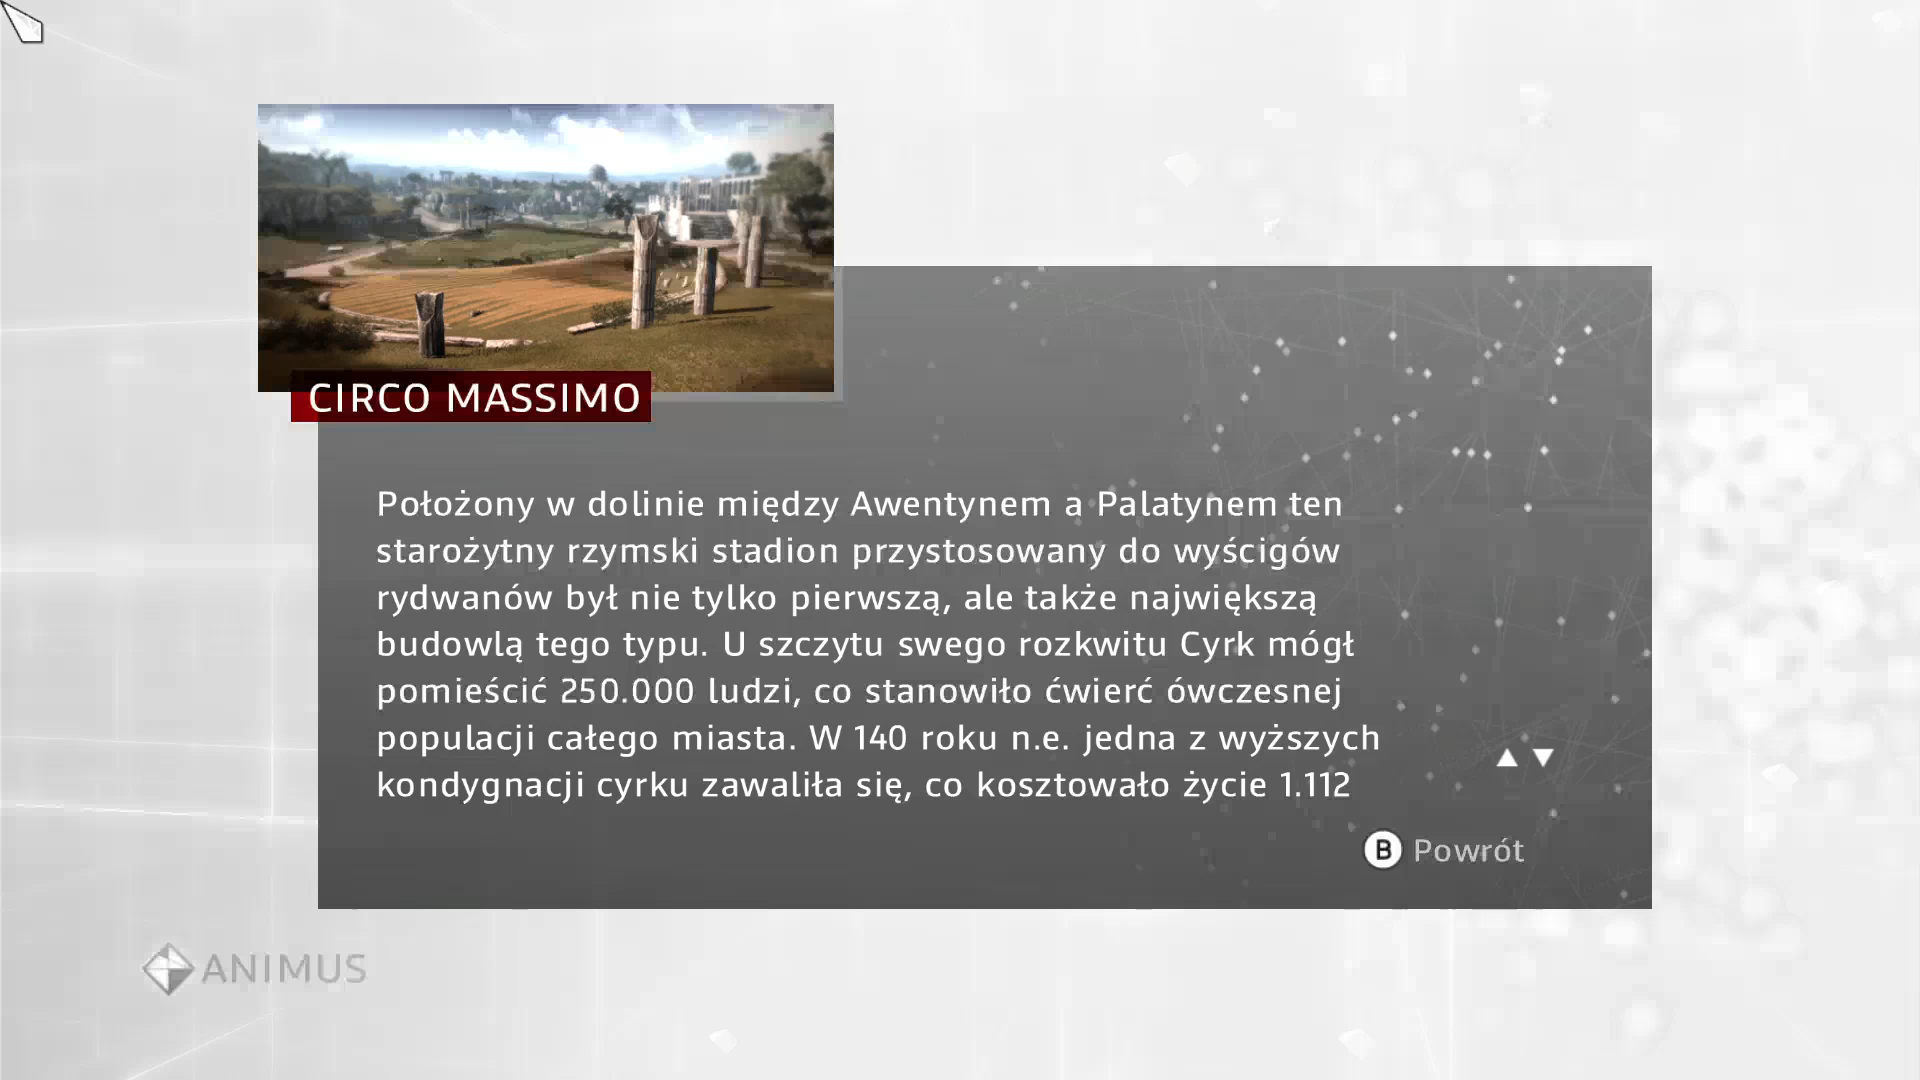 CIRCO MASSIMO
Położony w dolinie między Awentynem a Palatynem ten
starożytny rzymski stadion przystosowany do wyścigów
rydwanów był nie tylko pierwszą, ale także największą
budowlą tego typu. U szczytu swego rozkwitu Cyrk mógł
pomieścić 250.000 ludzi, co stanowiło ćwierć ówczesnej
populacji całego miasta. W 140 roku n.e. jedna z wyższych
kondygnacji cyrku zawaliła się, co kosztowało życie 1.112
B Powrót
ANIMUS